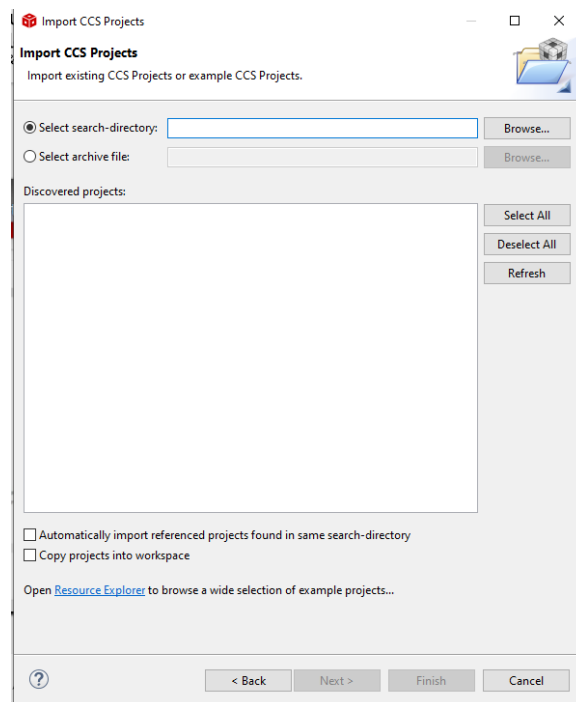 Import CCS Projects
Import CCS Projects
Import existing CCS Projects or example CCS Projects.
Select search-directory:
Browse...
Select archive file:
Browse...
Discovered projects:
Select All
Deselect All
Refresh
Automatically import referenced projects found in same search-directory
Copy projects into workspace
Open Resource Explorer to browse a wide selection of example projects...
?
< Back
Next >
Finish
Cancel